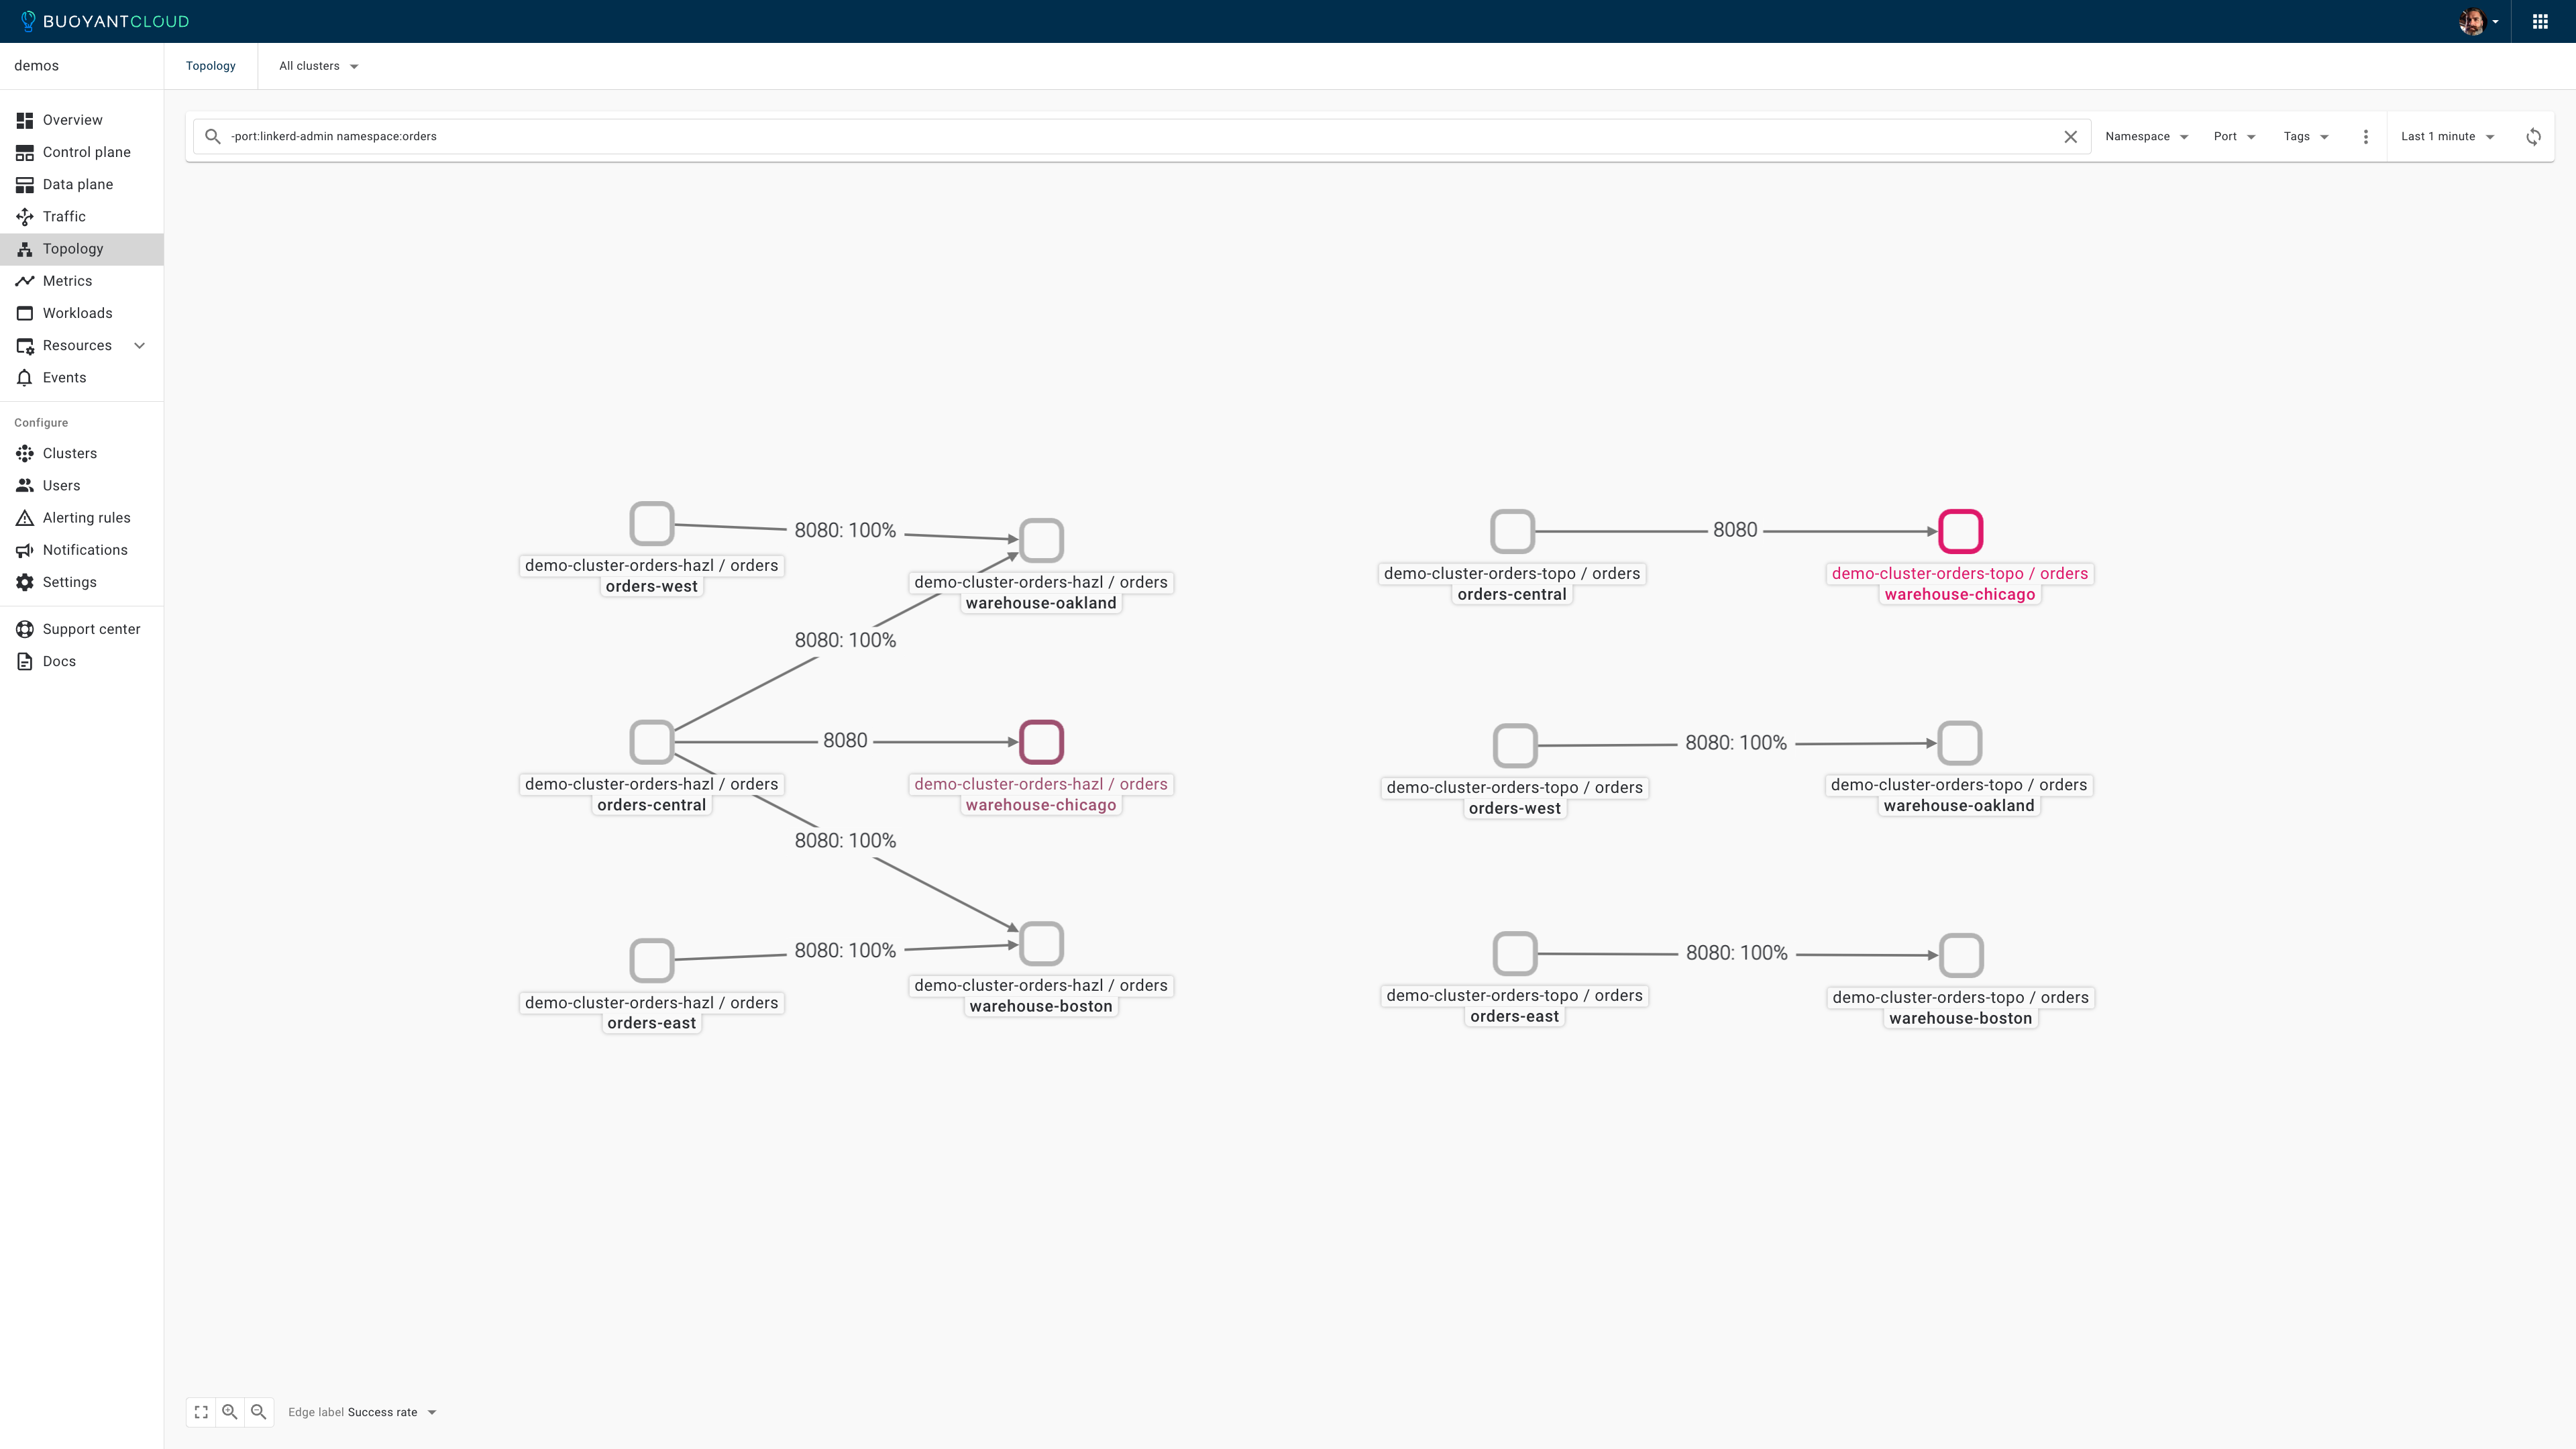 BUOYANTCLOUD
demos
Topology
All clusters
Overview
Control plane
Data plane
Traffic
Topology
Metrics
Workloads
Resources
Events
Configure
Clusters
Users
Alerting rules
Notifications
Settings
Support center
Docs
-port:linkerd-admin namespace:orders
Namespace
Port
Tags
Last 1 minute
8080: 100%
demo-cluster-orders-hazl / orders
orders-west
demo-cluster-orders-hazl / orders
warehouse-oakland
8080: 100%
8080
demo-cluster-orders-hazl / orders
orders-central
demo-cluster-orders-hazl / orders
warehouse-chicago
8080: 100%
8080: 100%
demo-cluster-orders-hazl / orders
orders-east
demo-cluster-orders-hazl / orders
warehouse-boston
8080
demo-cluster-orders-topo / orders
orders-central
demo-cluster-orders-topo / orders
warehouse-chicago
8080: 100%
demo-cluster-orders-topo / orders
orders-west
demo-cluster-orders-topo / orders
warehouse-oakland
8080: 100%
demo-cluster-orders-topo / orders
orders-east
demo-cluster-orders-topo / orders
warehouse-boston
Edge label Success rate